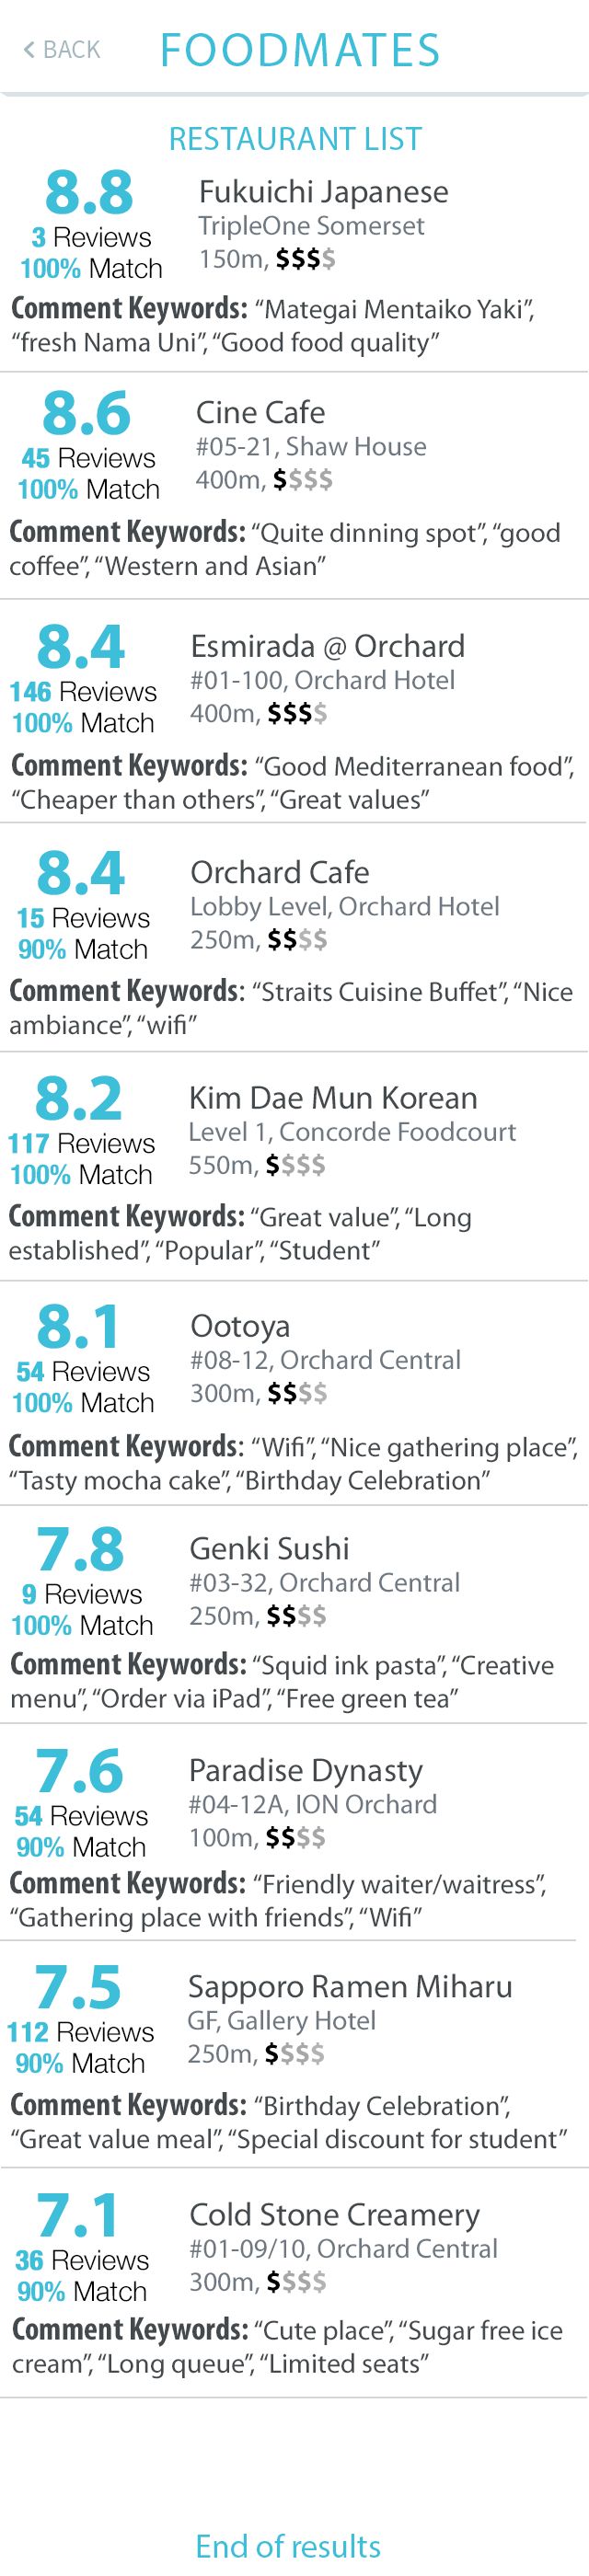 < BACK FOODMATES
RESTAURANT LIST
8.8
3 Reviews
100% Match
Fukuichi Japanese
TripleOne Somerset
150m, $$$$
Comment Keywords: “Mategai Mentaiko Yaki”,
“fresh Nama Uni”, “Good food quality”
8.6
45 Reviews
100% Match
Cine Cafe
#05-21, Shaw House
400m, $$$$
Comment Keywords: “Quite dinning spot”, “good
coffee”, “Western and Asian”
8.4
146 Reviews
100% Match
Esmirada @ Orchard
#01-100, Orchard Hotel
400m, $$$$
Comment Keywords: “Good Mediterranean food”,
“Cheaper than others”, “Great values”
8.4
15 Reviews
90% Match
Orchard Cafe
Lobby Level, Orchard Hotel
250m, $$$$
Comment Keywords: “Straits Cuisine Buffet”, “Nice
ambiance”, “wifi”
8.2
117 Reviews
100% Match
Kim Dae Mun Korean
Level 1, Concorde Foodcourt
550m, $$$$
Comment Keywords: “Great value”, “Long
established”, “Popular”, “Student”
8.1
54 Reviews
100% Match
Ootoya
#08-12, Orchard Central
300m, $$$$
Comment Keywords: “Wifi”, “Nice gathering place”,
“Tasty mocha cake”, “Birthday Celebration”
7.8
9 Reviews
100% Match
Genki Sushi
#03-32, Orchard Central
250m, $$$$
Comment Keywords: “Squid ink pasta”, “Creative
menu”, “Order via iPad”, “Free green tea”
7.6
54 Reviews
90% Match
Paradise Dynasty
#04-12A, ION Orchard
100m, $$$$
Comment Keywords: “Friendly waiter/waitress”,
“Gathering place with friends”, “Wifi”
7.5
112 Reviews
90% Match
Sapporo Ramen Miharu
GF, Gallery Hotel
250m, $$$$
Comment Keywords: “Birthday Celebration”,
“Great value meal”, “Special discount for student”
7.1
36 Reviews
90% Match
Cold Stone Creamery
#01-09/10, Orchard Central
300m, $$$$
Comment Keywords: “Cute place”, “Sugar free ice
cream”, “Long queue”, “Limited seats”
End of results